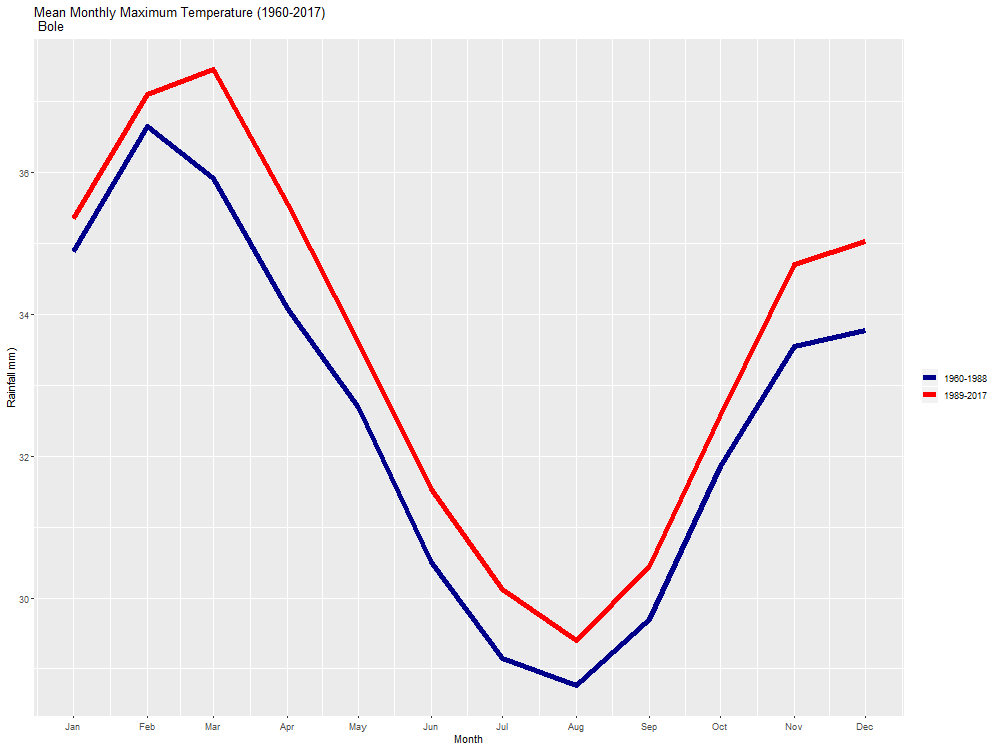 Mean Monthly Maximum Temperature (1960-2017)
Bole
36
34
32
30
Rainfall mm)
Jan Feb Mar Apr May Jun Jul Aug Sep Oct Nov Dec
Month
1960-1988
1989-2017